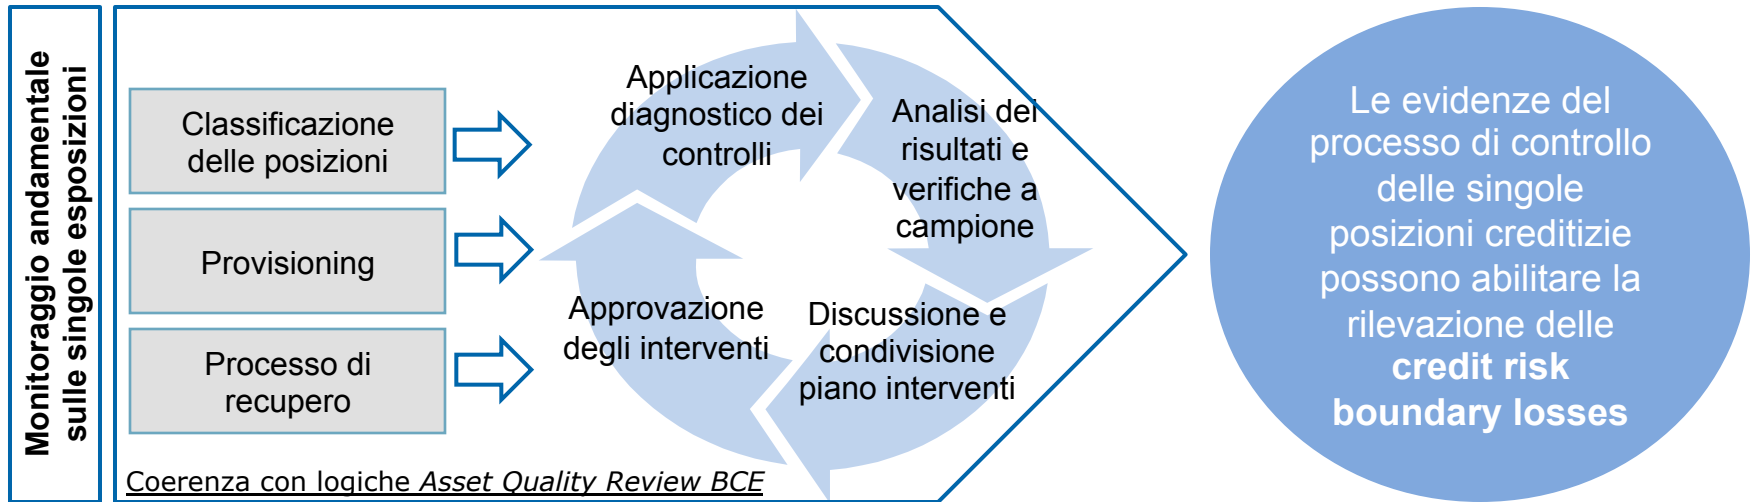 Monitoraggio andamentale
sulle singole esposizioni
Classificazione
delle posizioni
Provisioning
Processo di
recupero
Applicazione
diagnostico dei
controlli
Analisi dei
risultati e
verifiche a
campione
Discussione e
condivisione
piano interventi
Approvazione
degli interventi
Coerenza con logiche Asset Quality Review BCE
Le evidenze del
processo di controllo
delle singole
posizioni creditizie
possono abilitare la
rilevazione delle
credit risk
boundary losses